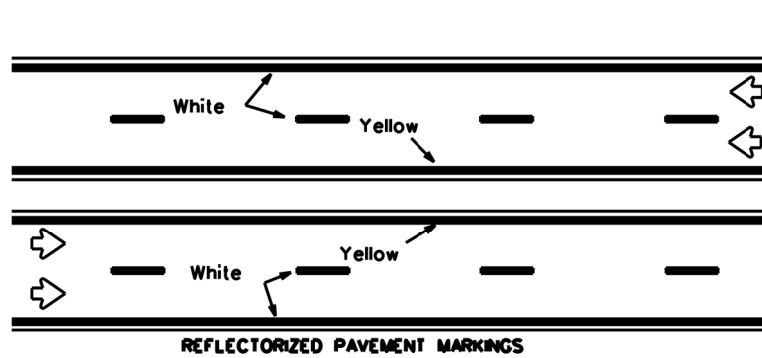 White
Yellow
Yellow
White
REFLECTORIZED PAVEMENT MARKINGS